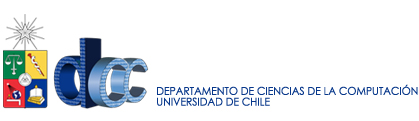 dcc
DEPARTAMENTO DE CIENCIAS DE LA COMPUTACIÓN
UNIVERSIDAD DE CHILE